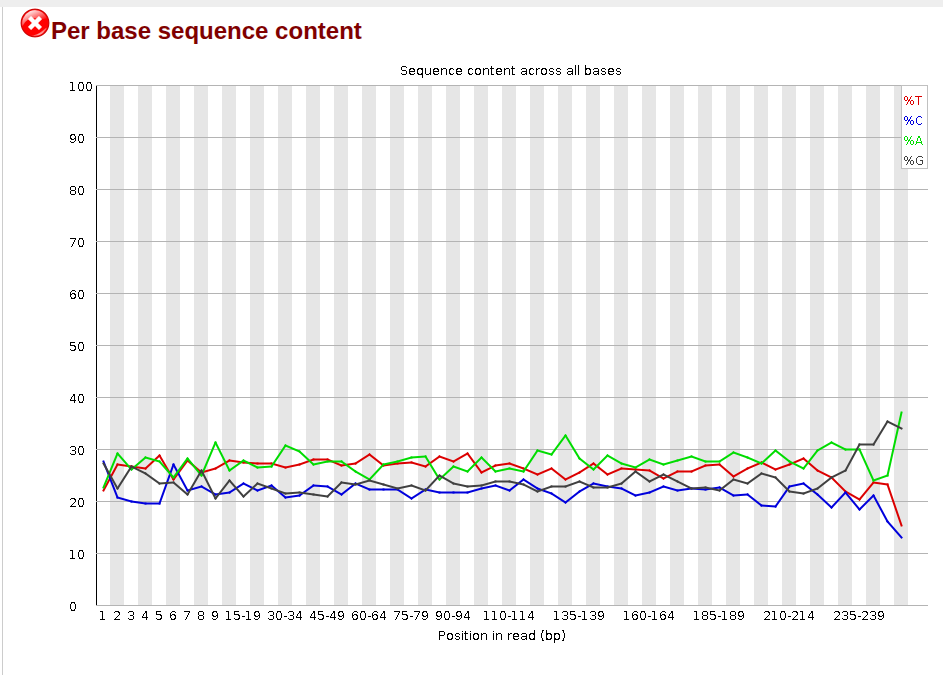 Per base sequence content
Sequence content across all bases
100
90
80
70
60
50
40
30
20
10
0
%T
%C
%A
%G
1 2 3 4 5 6 7 8 9 15-19 30-34 45-49 60-64 75-79 90-94 110-114 135-139 160-164 185-189 210-214 235-239
Position in read (bp)